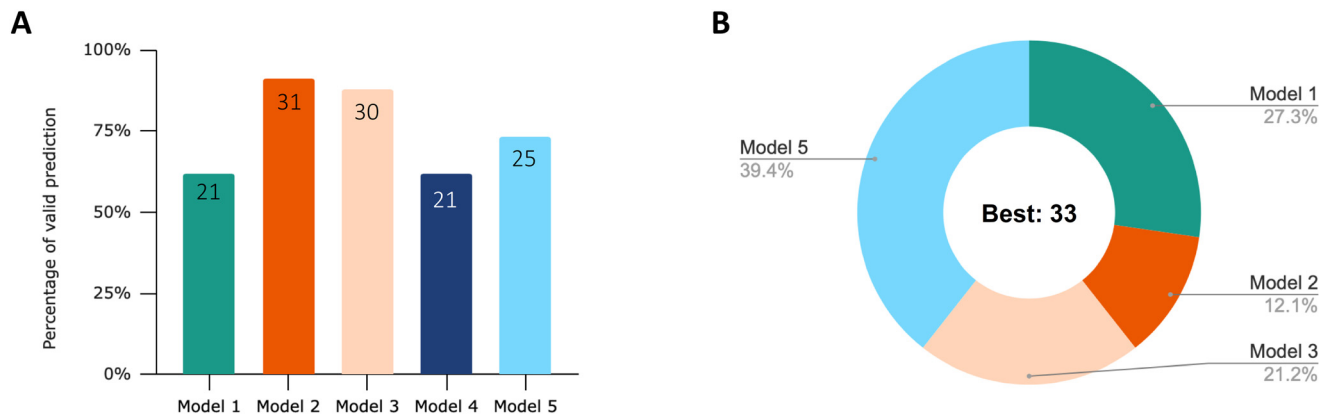 A
Percentage of valid prediction
100%
75%
50%
25%
0%
21
31
30
21
25
Model 1
Model 2
Model 3
Model 4
Model 5
B
Model 1
27.3%
Model 5
39.4%
Best: 33
Model 2
12.1%
Model 3
21.2%